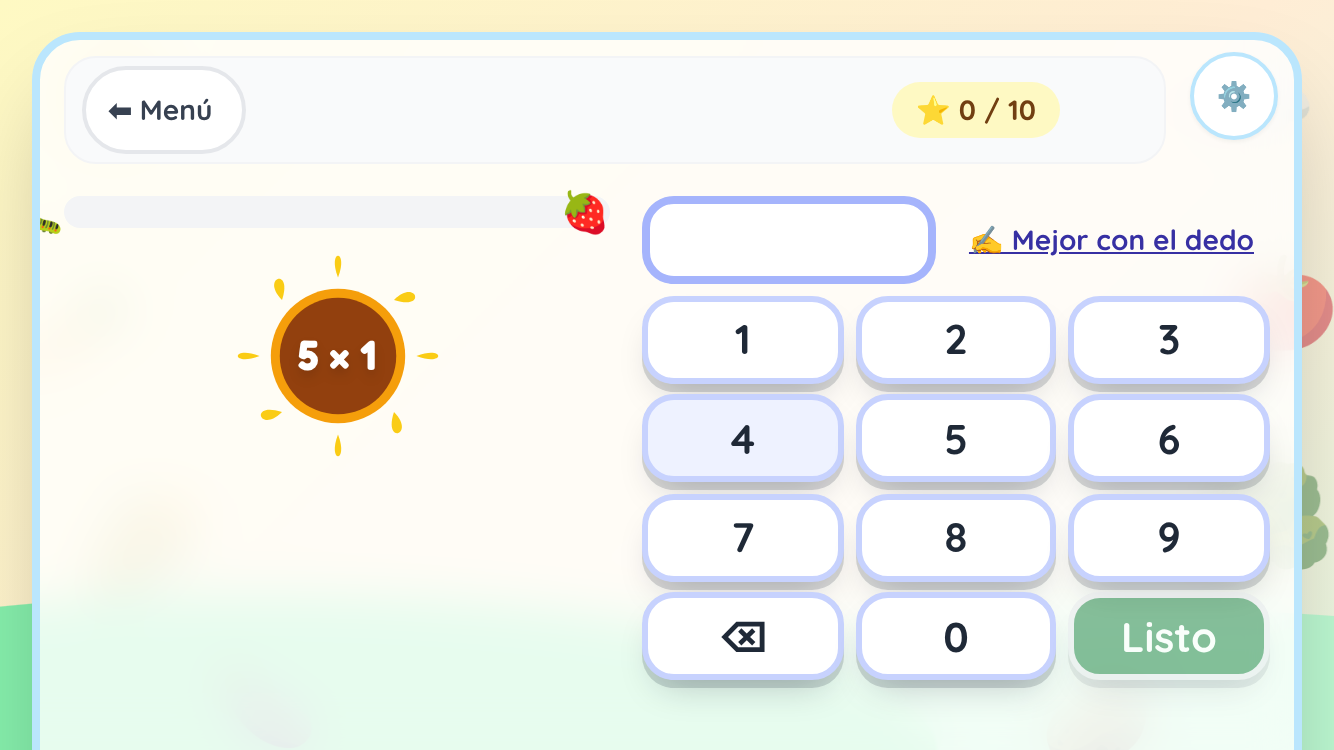 ⬅ Menú
⭐ 0 / 10
5 × 1
✍ Mejor con el dedo
1 2 3
4 5 6
7 8 9
⌫ 0 Listo